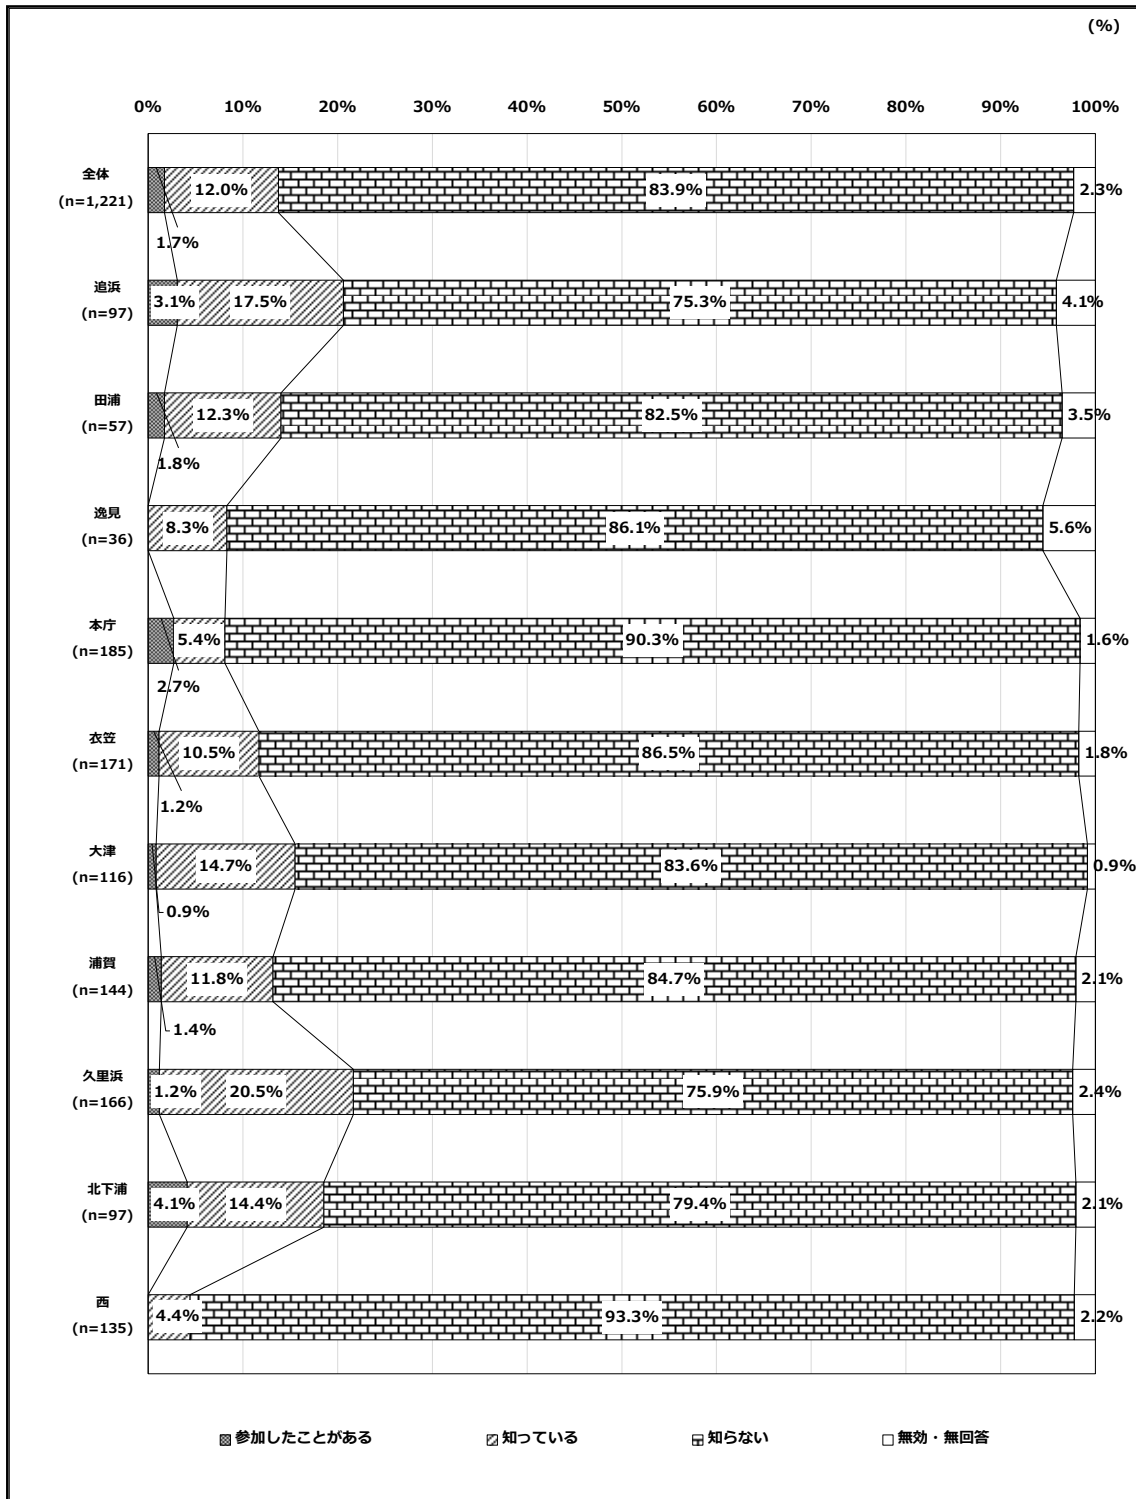 (%)
0% 10% 20% 30% 40% 50% 60% 70% 80% 90% 100%
全体
(n=1,221)
12.0% 83.9% 2.3%
1.7%
追浜
(n=97)
3.1% 17.5% 75.3% 4.1%
田浦
(n=57)
12.3% 82.5% 3.5%
1.8%
逸見
(n=36)
8.3% 86.1% 5.6%
本庁
(n=185)
5.4% 90.3% 1.6%
2.7%
衣笠
(n=171)
10.5% 86.5% 1.8%
1.2%
大津
(n=116)
14.7% 83.6% 0.9%
0.9%
浦賀
(n=144)
11.8% 84.7% 2.1%
1.4%
久里浜
(n=166)
1.2% 20.5% 75.9% 2.4%
北下浦
(n=97)
4.1% 14.4% 79.4% 2.1%
西
(n=135)
4.4% 93.3% 2.2%
参加したことがある 知っている 知らない 無効・無回答